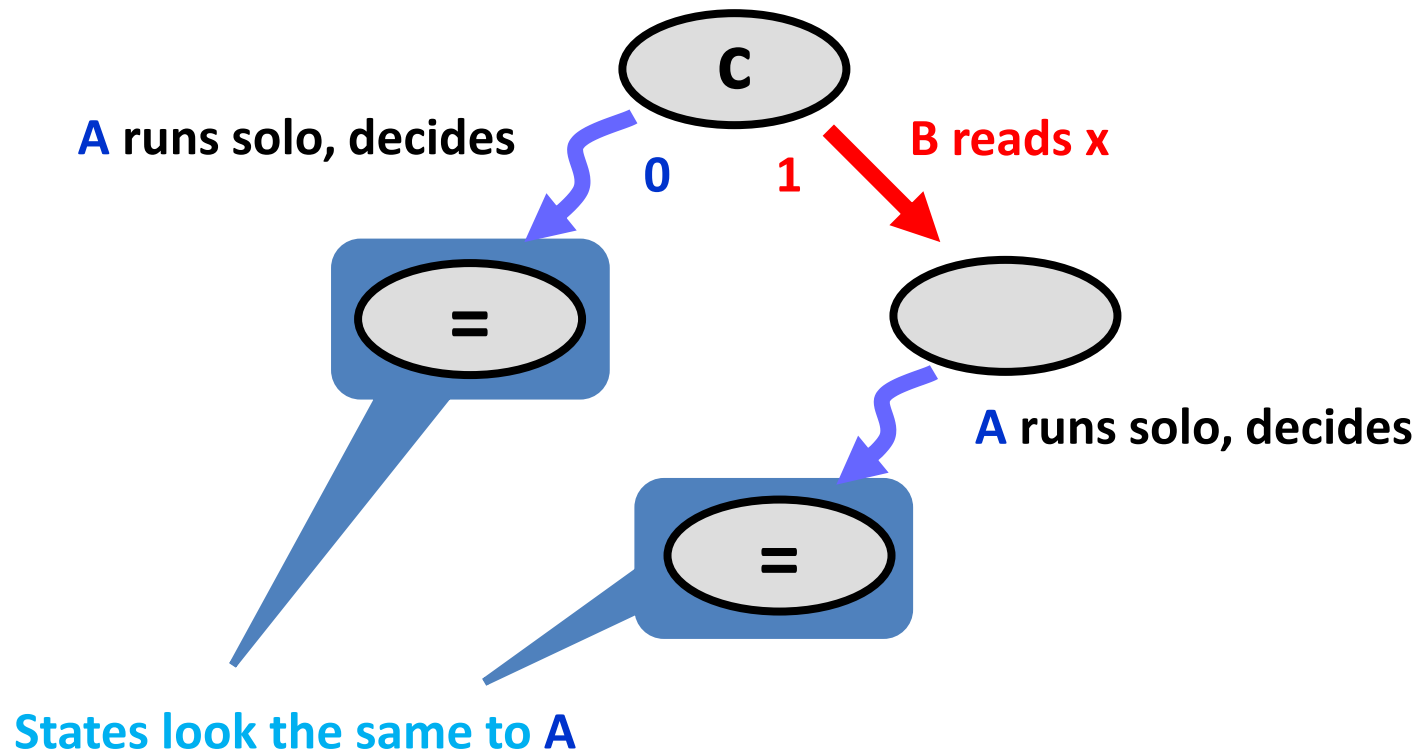 c
A runs solo, decides
B reads x
0
1
=
A runs solo, decides
=
States look the same to A